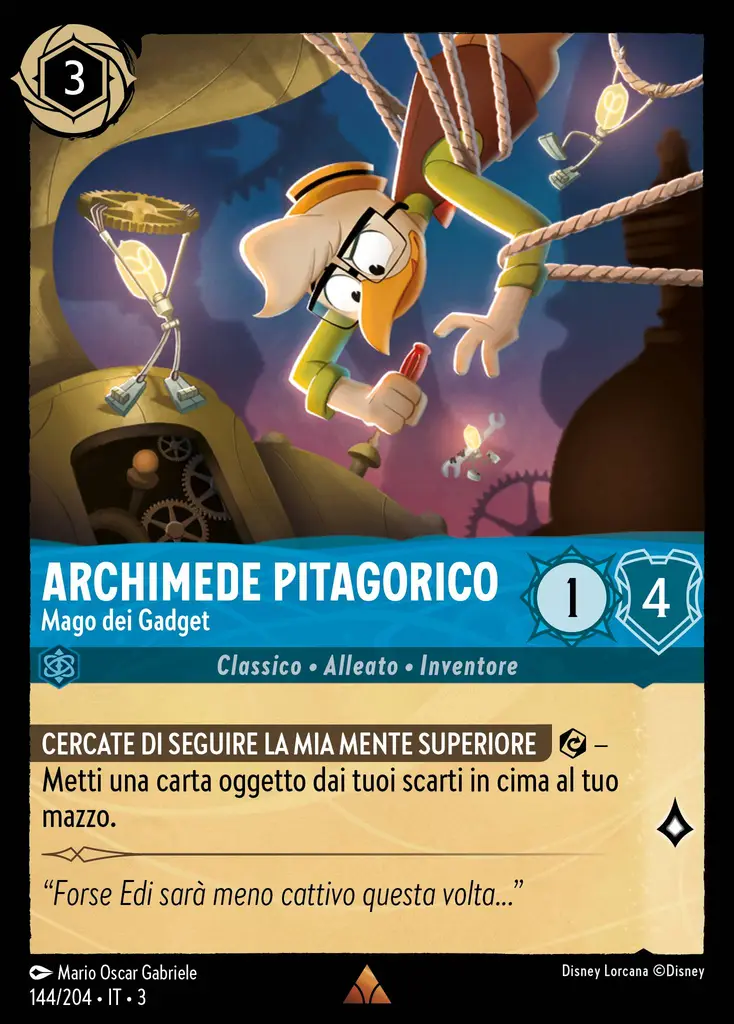 3
ARCHIMEDE PITAGORICO
Mago dei Gadget
1
4
Classico • Alleato • Inventore
CERCATE DI SEGUIRE LA MIA MENTE SUPERIORE –
Metti una carta oggetto dai tuoi scarti in cima al tuo
mazzo.
“Forse Edi sarà meno cattivo questa volta...”
Mario Oscar Gabriele
Disney Lorcana ©Disney
144/204 • IT • 3